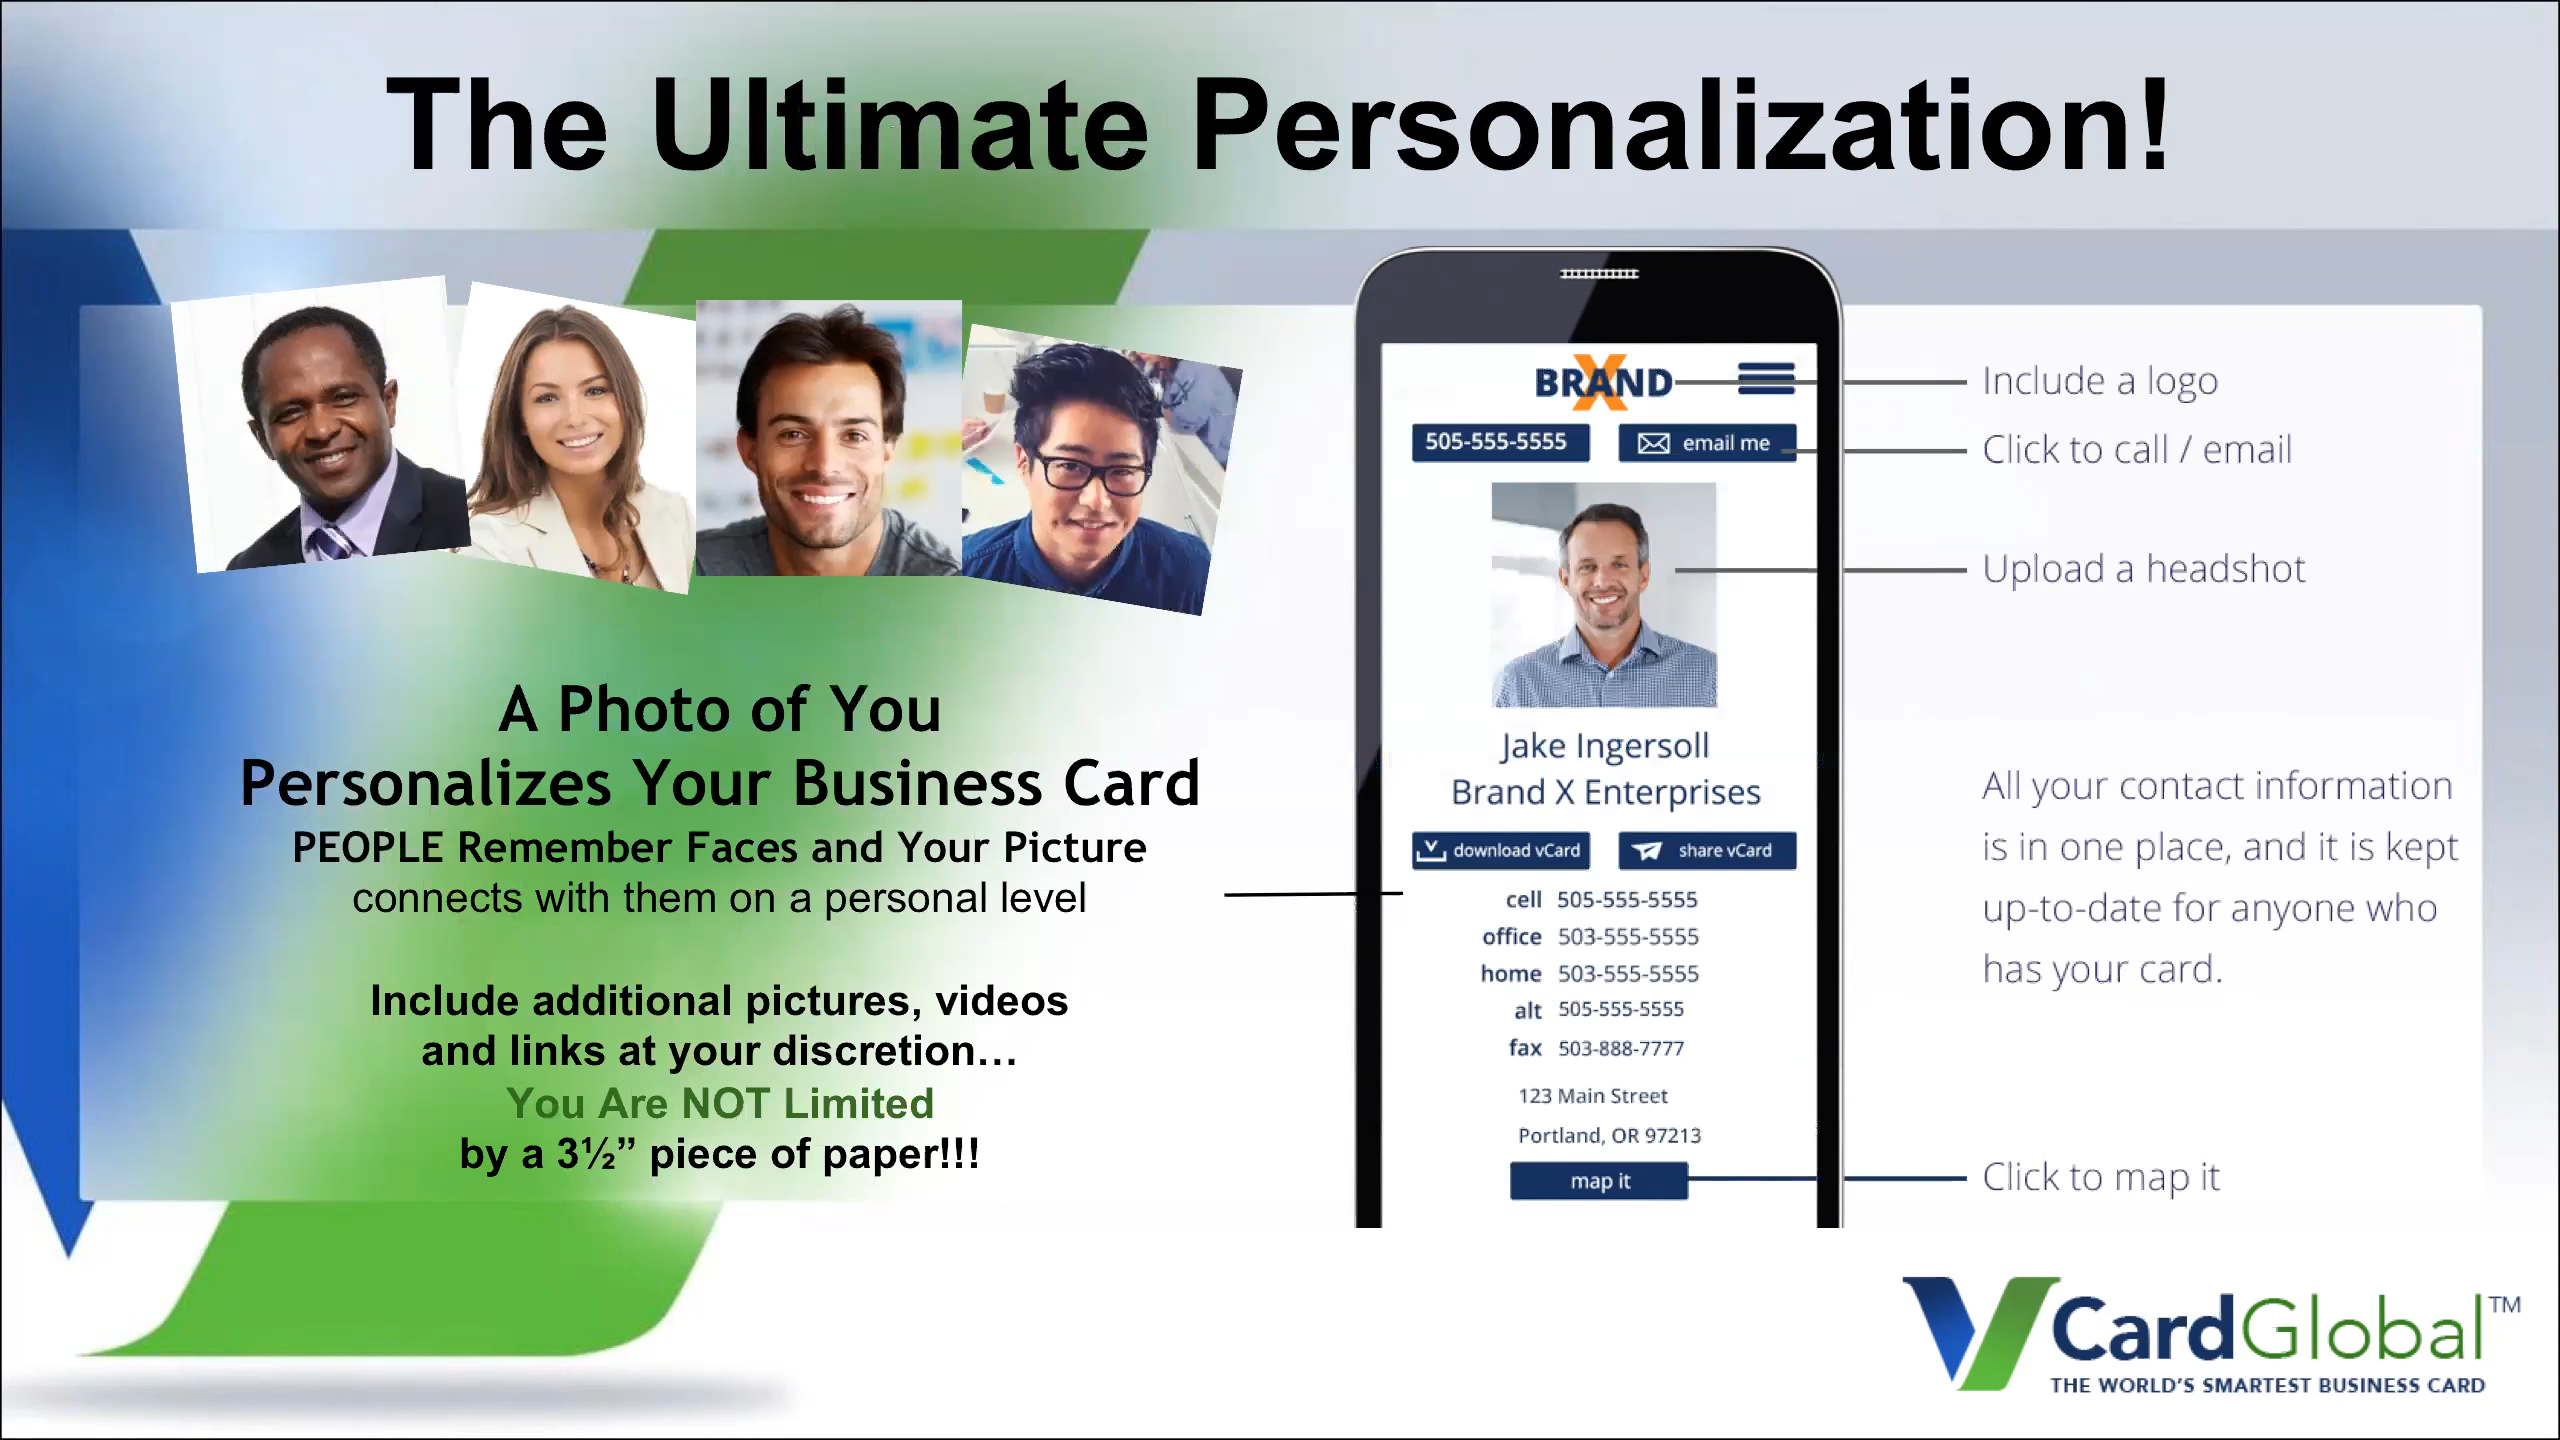 The Ultimate Personalization!
A Photo of You
Personalizes Your Business Card
PEOPLE Remember Faces and Your Picture
connects with them on a personal level
Include additional pictures, videos
and links at your discretion…
You Are NOT Limited
by a 3½” piece of paper!!!
BRAND X
505-555-5555
email me
Jake Ingersoll
Brand X Enterprises
download vCard
share vCard
cell 505-555-5555
office 503-555-5555
home 503-555-5555
alt 505-555-5555
fax 503-888-7777
123 Main Street
Portland, OR 97213
map it
Include a logo
Click to call / email
Upload a headshot
All your contact information
is in one place, and it is kept
up-to-date for anyone who
has your card.
Click to map it
VCardGlobal™
THE WORLD'S SMARTEST BUSINESS CARD